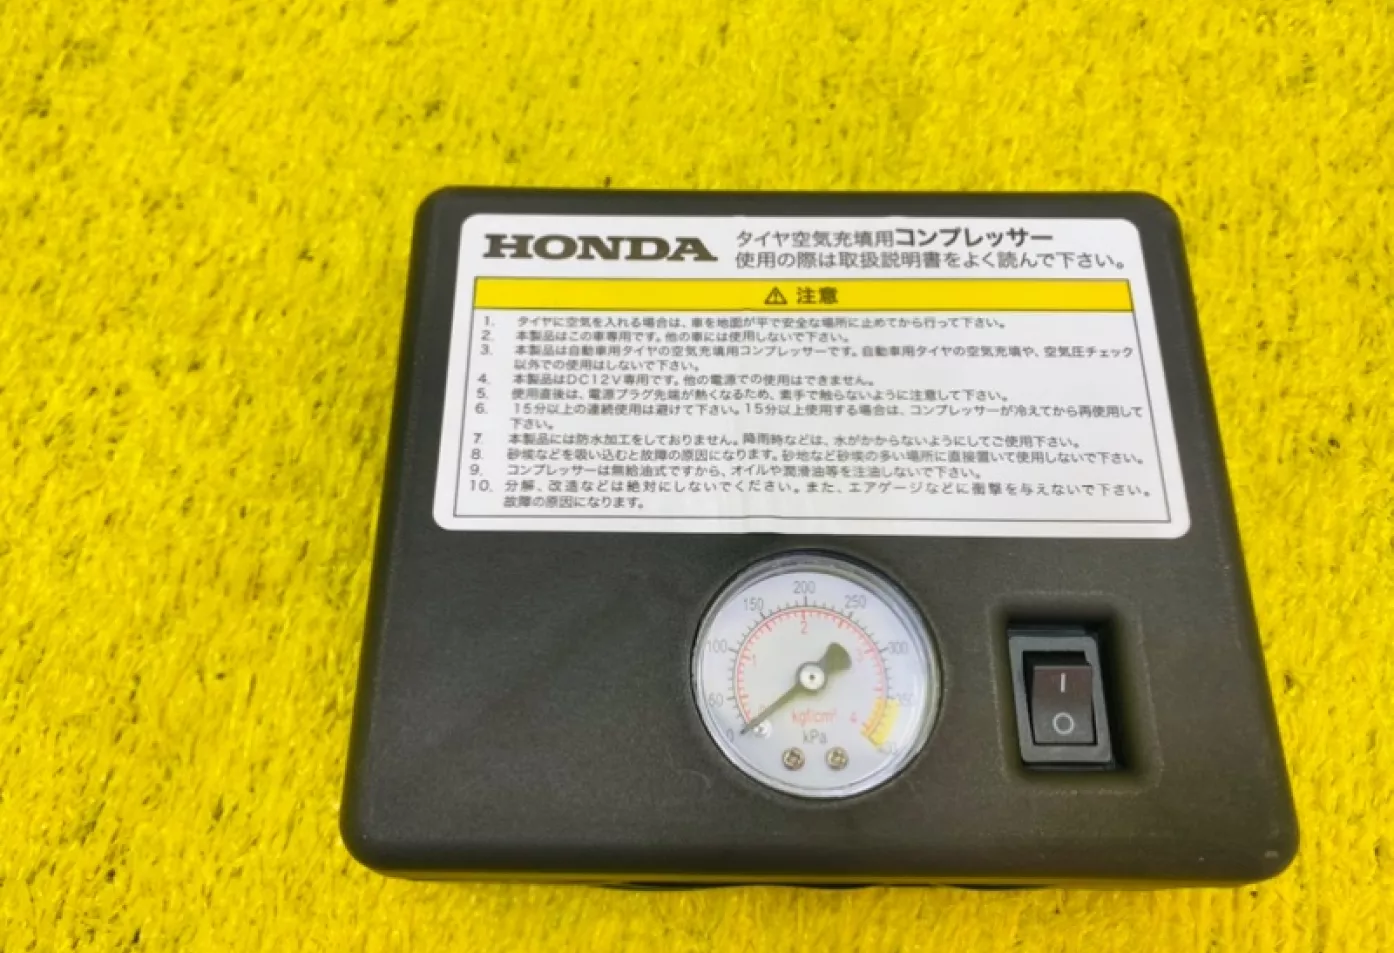 HONDA タイヤ空気充填用コンプレッサー
使用の際は取扱説明書をよく読んで下さい。
⚠ 注意
1. タイヤに空気を入れる場合は、車を地面が平で安全な場所に止めてから行って下さい。
2. 本製品はこの車専用です。他の車には使用しないで下さい。
3. 本製品は自動車用タイヤの空気充填用コンプレッサーです。自動車用タイヤの空気充填や、空気圧チェック
以外での使用はしないで下さい。
4. 本製品はDC12V専用です。他の電源での使用はできません。
5. 使用直後は、電源プラグ先端が熱くなるため、素手で触らないように注意して下さい。
6. 15分以上の連続使用は避けて下さい。15分以上使用する場合は、コンプレッサーが冷えてから再使用して
下さい。
7. 本製品には防水加工をしておりません。降雨時などは、水がかからないようにしてご使用下さい。
8. 砂埃などを吸い込むと故障の原因になります。砂地など砂埃の多い場所に直接置いて使用しないで下さい。
9. コンプレッサーは無給油式ですから、オイルや潤滑油等を注油しないで下さい。
10. 分解、改造などは絶対にしないでください。また、エアゲージなどに衝撃を与えないで下さい。
故障の原因になります。
0 50 100 150 200 250 300 350 400
0 1 2 3 4
kgf/cm²
kPa
I
O